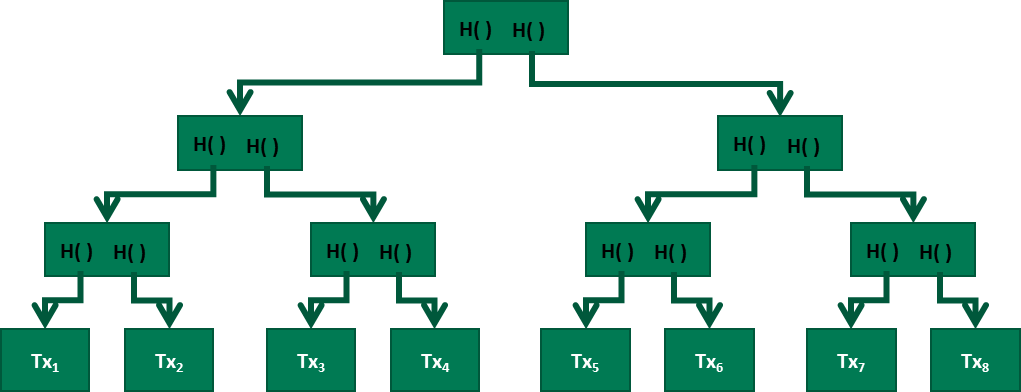 H( ) H( )
H( ) H( ) H( ) H( )
H( ) H( ) H( ) H( ) H( ) H( ) H( ) H( )
Tx₁ Tx₂ Tx₃ Tx₄ Tx₅ Tx₆ Tx₇ Tx₈